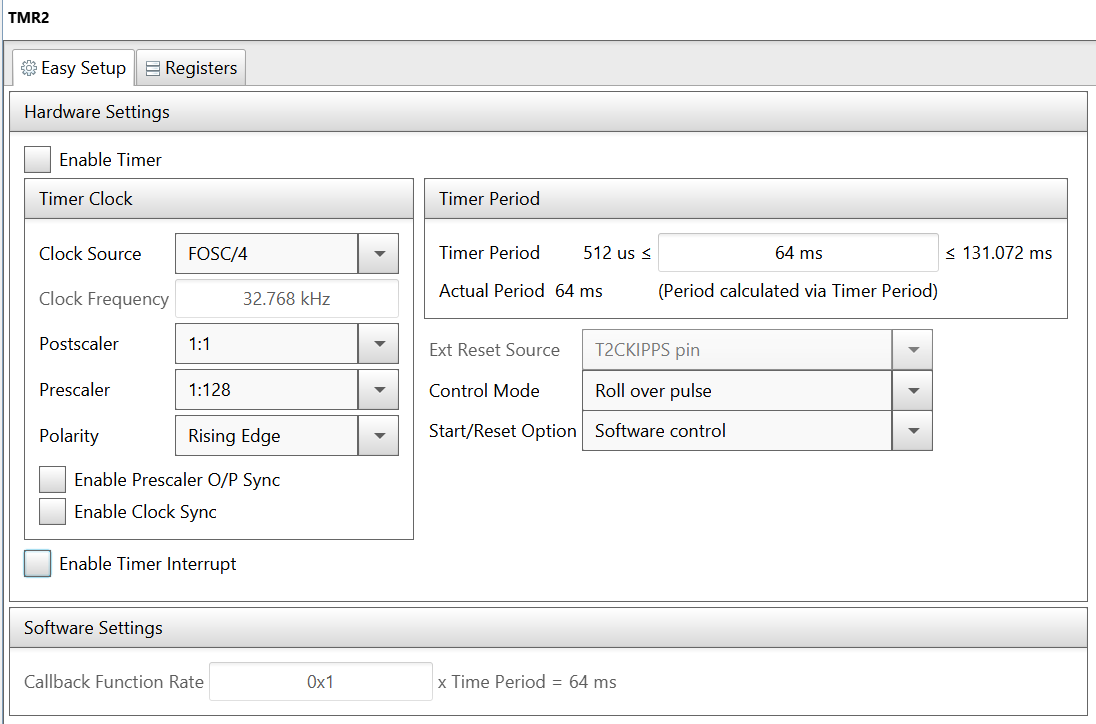 TMR2
Easy Setup
Registers
Hardware Settings
Enable Timer
Timer Clock
Clock Source FOSC/4
Clock Frequency 32.768 kHz
Postscaler 1:1
Prescaler 1:128
Polarity Rising Edge
Enable Prescaler O/P Sync
Enable Clock Sync
Enable Timer Interrupt
Timer Period
Timer Period 512 us ≤ 64 ms ≤ 131.072 ms
Actual Period 64 ms (Period calculated via Timer Period)
Ext Reset Source T2CKIPPS pin
Control Mode Roll over pulse
Start/Reset Option Software control
Software Settings
Callback Function Rate 0x1 x Time Period = 64 ms